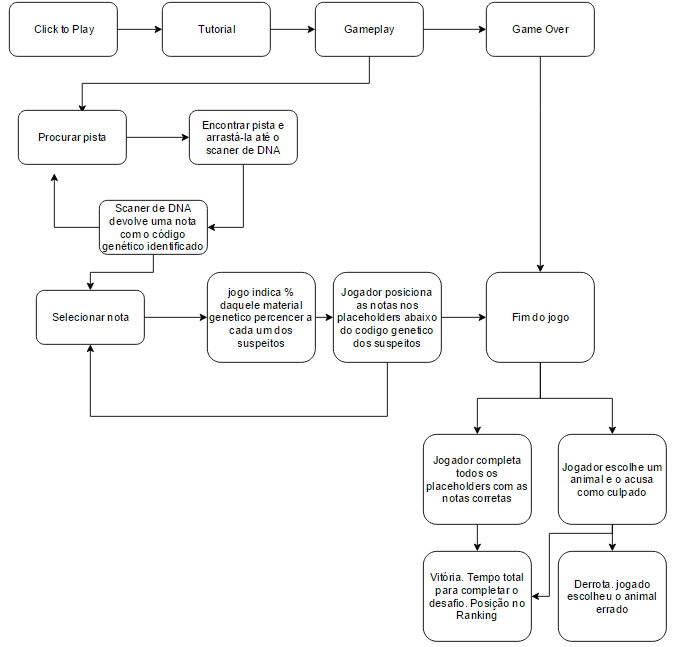 Click to Play
Tutorial
Gameplay
Game Over
Procurar pista
Encontrar pista e
arrastá-la até o
scaner de DNA
Scaner de DNA
devolve uma nota
com o código
genético identificado
Selecionar nota
jogo indica %
daquele material
genetico percencer a
cada um dos
suspeitos
Jogador posiciona
as notas nos
placeholders abaixo
do codigo genetico
dos suspeitos
Fim do jogo
Jogador completa
todos os
placeholders com as
notas corretas
Jogador escolhe um
animal e o acusa
como culpado
Vitória. Tempo total
para completar o
desafio. Posição no
Ranking
Derrota. jogado
escolheu o animal
errado